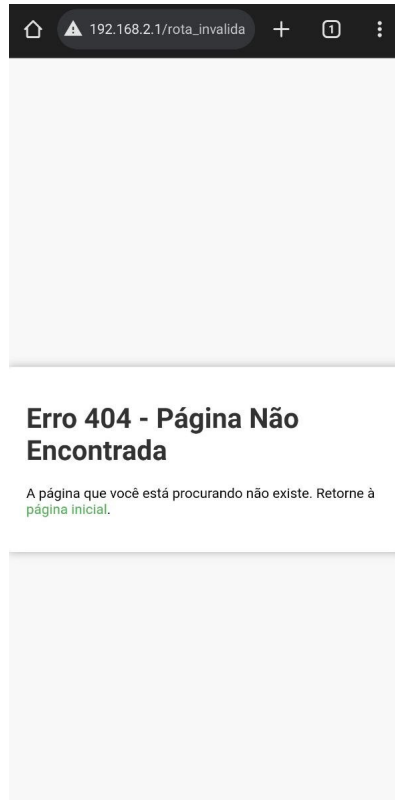 192.168.2.1/rota_invalida
1
Erro 404 - Página Não
Encontrada
A página que você está procurando não existe. Retorne à
página inicial.